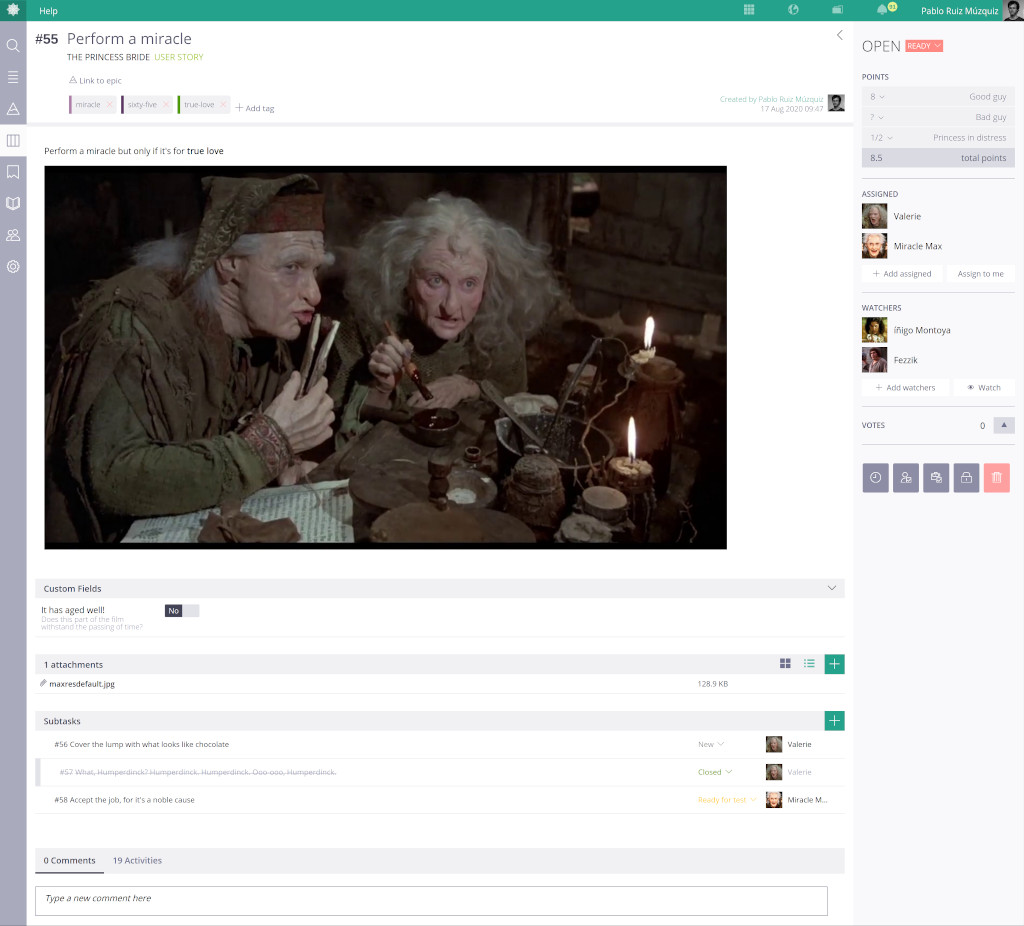 Help
51
Pablo Ruiz Múzquiz
#55 Perform a miracle
THE PRINCESS BRIDE USER STORY
Link to epic
miracle
sixty-five
true-love
Add tag
Created by Pablo Ruiz Múzquiz
17 Aug 2020 09:47
Perform a miracle but only if it's for true love
Custom Fields
It has aged well!
Does this part of the film
withstand the passing of time?
No
1 attachments
maxresdefault.jpg
128.9 KB
Subtasks
#56 Cover the lump with what looks like chocolate
New
Valerie
#57 What, Humperdinck? Humperdinck, Humperdinck. Ooo-ooo, Humperdinck.
Closed
Valerie
#58 Accept the job, for it's a noble cause
Ready for test
Miracle M...
0 Comments
19 Activities
Type a new comment here
OPEN READY
POINTS
8 Good guy
? Bad guy
1/2 Princess in distress
8.5 total points
ASSIGNED
Valerie
Miracle Max
Add assigned
Assign to me
WATCHERS
íñigo Montoya
Fezzik
Add watchers
Watch
VOTES 0